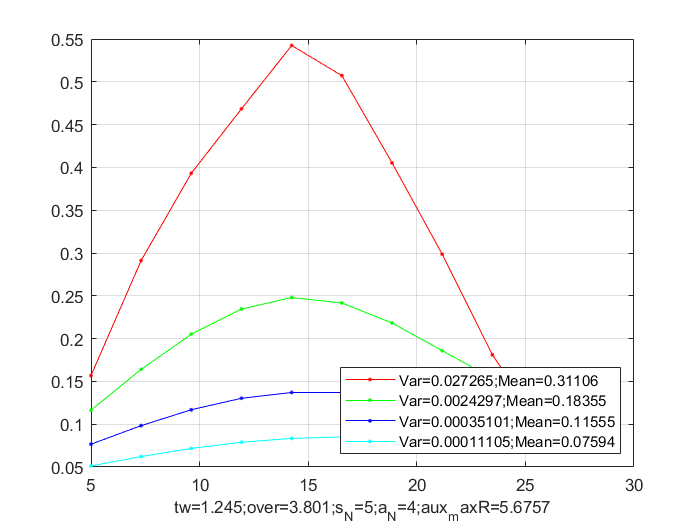 0.55
0.5
0.45
0.4
0.35
0.3
0.25
0.2
0.15
0.1
0.05
Var=0.027265;Mean=0.31106
Var=0.0024297;Mean=0.18355
Var=0.00035101;Mean=0.11555
Var=0.00011105;Mean=0.07594
5 10 15 20 25 30
tw=1.245;over=3.801;s_N=5;a_N=4;aux_maxR=5.6757